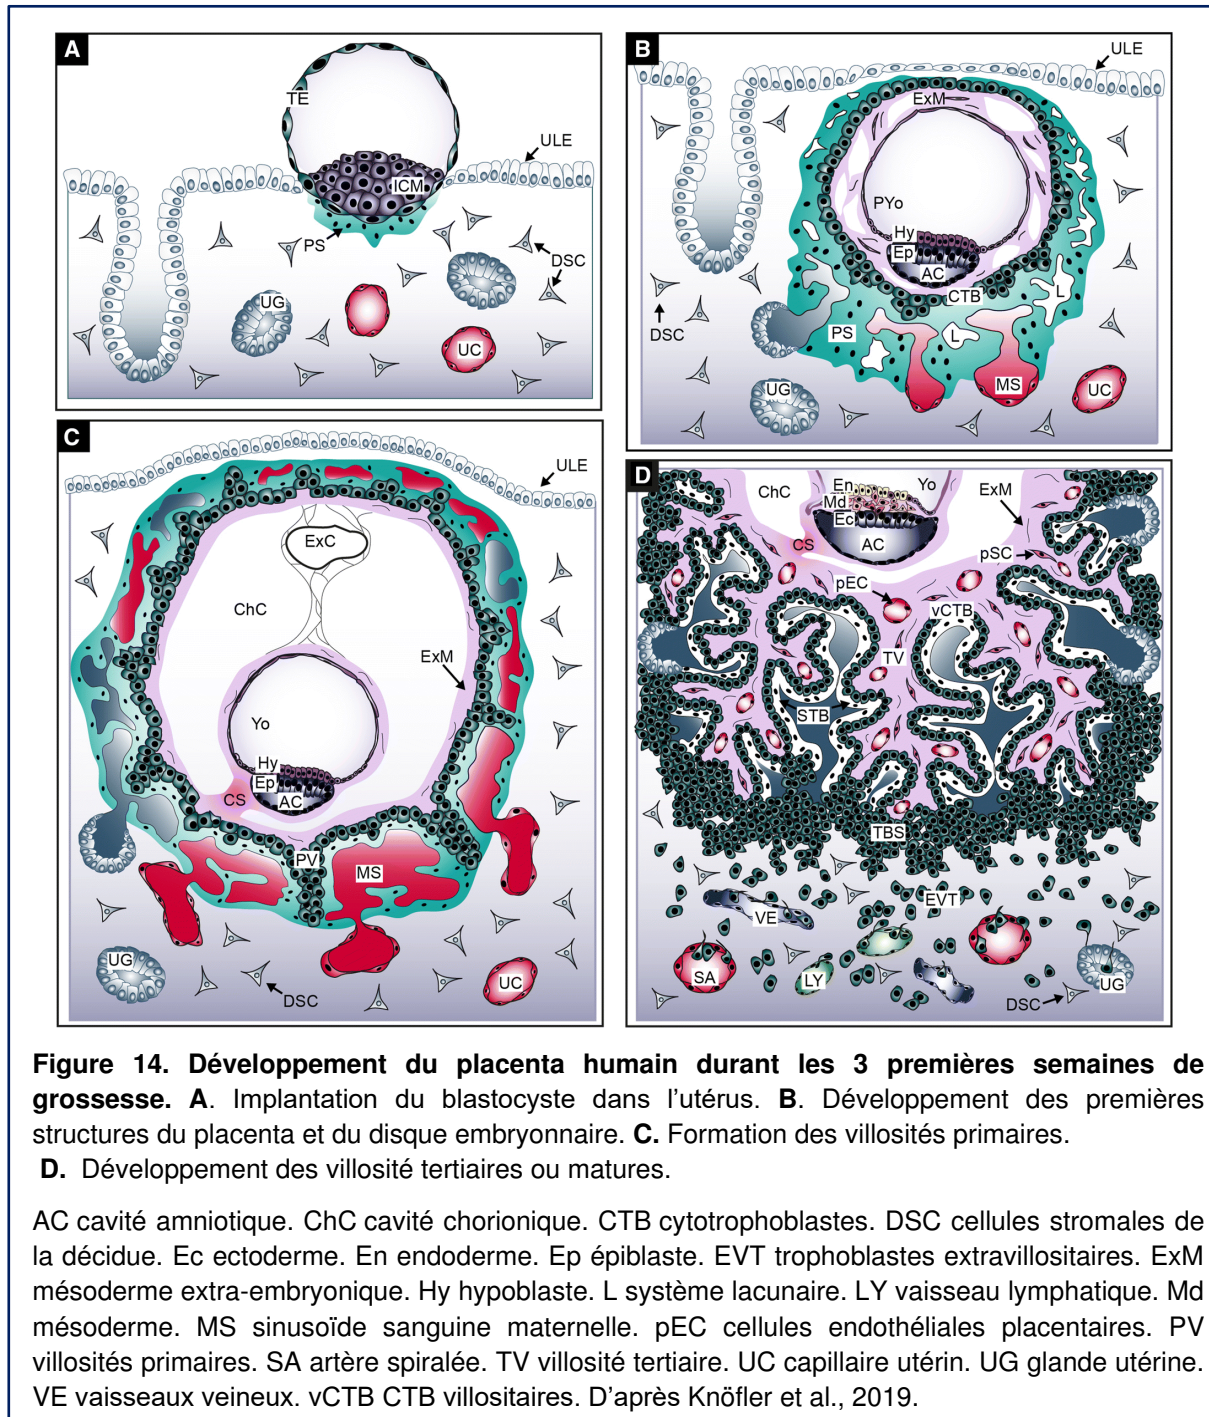 A
TE
ULE
ICM
PS
DSC
UG
UC
B
ULE
ExM
PYo
Hy
Ep
AC
CTB
L
DSC
PS
L
MS
UG
UC
C
ULE
ExC
ChC
ExM
Yo
Hy
Ep
CS
AC
PV
MS
UG
DSC
UC
D
ChC
En
Yo
ExM
Md
Ec
CS
AC
pSC
pEC
vCTB
TV
STB
TBS
EVT
VE
SA
LY
UG
DSC
Figure 14. Développement du placenta humain durant les 3 premières semaines de
grossesse. A. Implantation du blastocyste dans l'utérus. B. Développement des premières
structures du placenta et du disque embryonnaire. C. Formation des villosités primaires.
D. Développement des villosité tertiaires ou matures.
AC cavité amniotique. ChC cavité chorionique. CTB cytotrophoblastes. DSC cellules stromales de
la décidue. Ec ectoderme. En endoderme. Ep épiblaste. EVT trophoblastes extravillositaires. ExM
mésoderme extra-embryonique. Hy hypoblaste. L système lacunaire. LY vaisseau lymphatique. Md
mésoderme. MS sinusoïde sanguine maternelle. pEC cellules endothéliales placentaires. PV
villosités primaires. SA artère spiralée. TV villosité tertiaire. UC capillaire utérin. UG glande utérine.
VE vaisseaux veineux. vCTB CTB villositaires. D'après Knöfler et al., 2019.